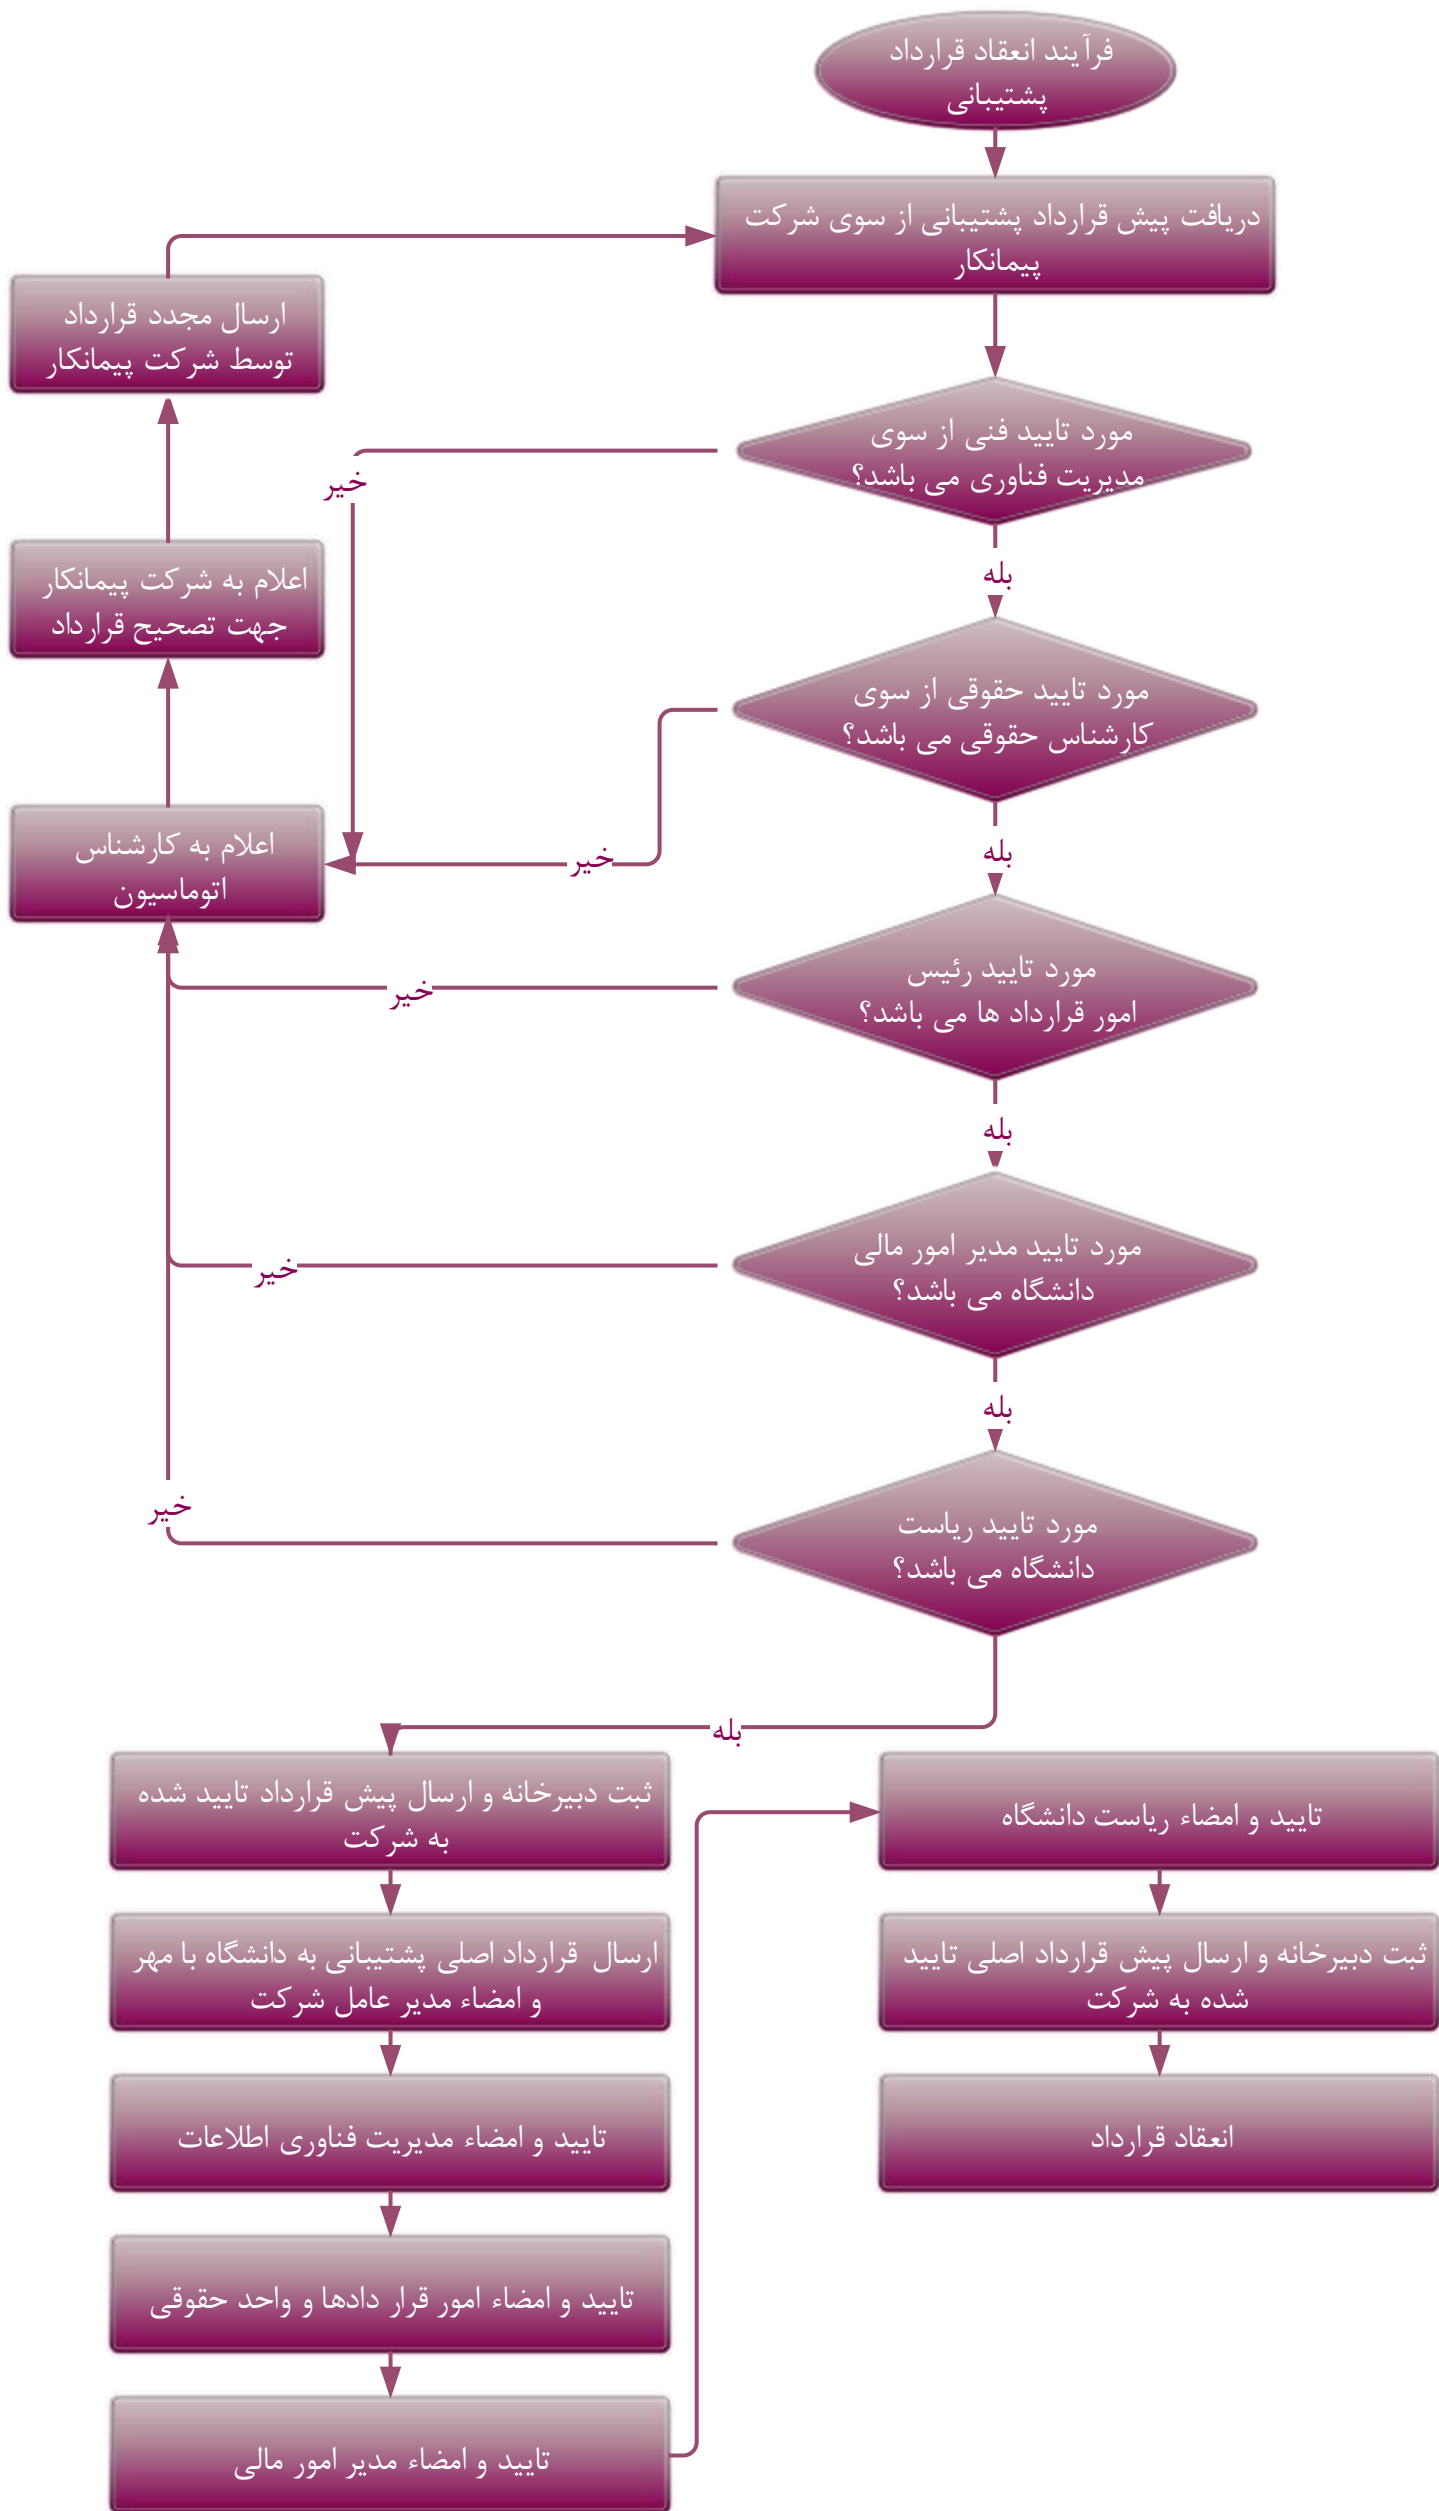 فرآیند انعقاد قرارداد
پشتیبانی
دریافت پیش قرارداد پشتیبانی از سوی شرکت
پیمانکار
ارسال مجدد قرارداد
توسط شرکت پیمانکار
مورد تایید فنی از سوی
مدیریت فناوری می باشد؟
خیر
بله
اعلام به شرکت پیمانکار
جهت تصحیح قرارداد
مورد تایید حقوقی از سوی
کارشناس حقوقی می باشد؟
خیر
بله
اعلام به کارشناس
اتوماسیون
مورد تایید رئیس
امور قرارداد ها می باشد؟
خیر
بله
مورد تایید مدیر امور مالی
دانشگاه می باشد؟
خیر
بله
مورد تایید ریاست
دانشگاه می باشد؟
خیر
بله
ثبت دبیرخانه و ارسال پیش قرارداد تایید شده
به شرکت
ارسال قرارداد اصلی پشتیبانی به دانشگاه با مهر
و امضاء مدیر عامل شرکت
تایید و امضاء مدیریت فناوری اطلاعات
تایید و امضاء امور قرار دادها و واحد حقوقی
تایید و امضاء مدیر امور مالی
تایید و امضاء ریاست دانشگاه
ثبت دبیرخانه و ارسال پیش قرارداد اصلی تایید
شده به شرکت
انعقاد قرارداد